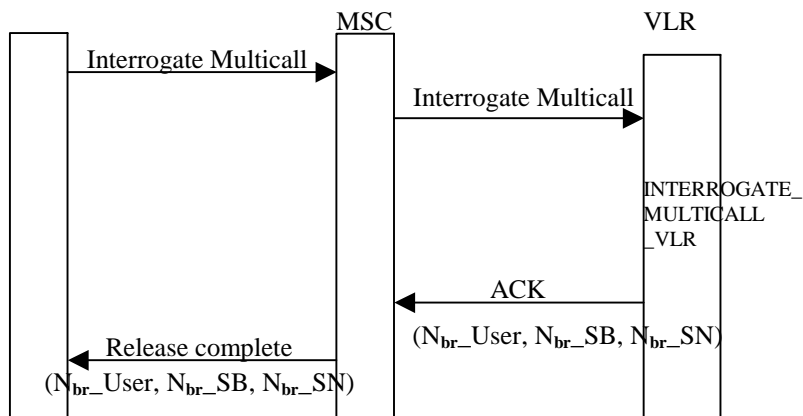 MSC
VLR
Interrogate Multicall
Interrogate Multicall
INTERROGATE_
MULTICALL
_VLR
ACK
(Nbr_User, Nbr_SB, Nbr_SN)
Release complete
(Nbr_User, Nbr_SB, Nbr_SN)